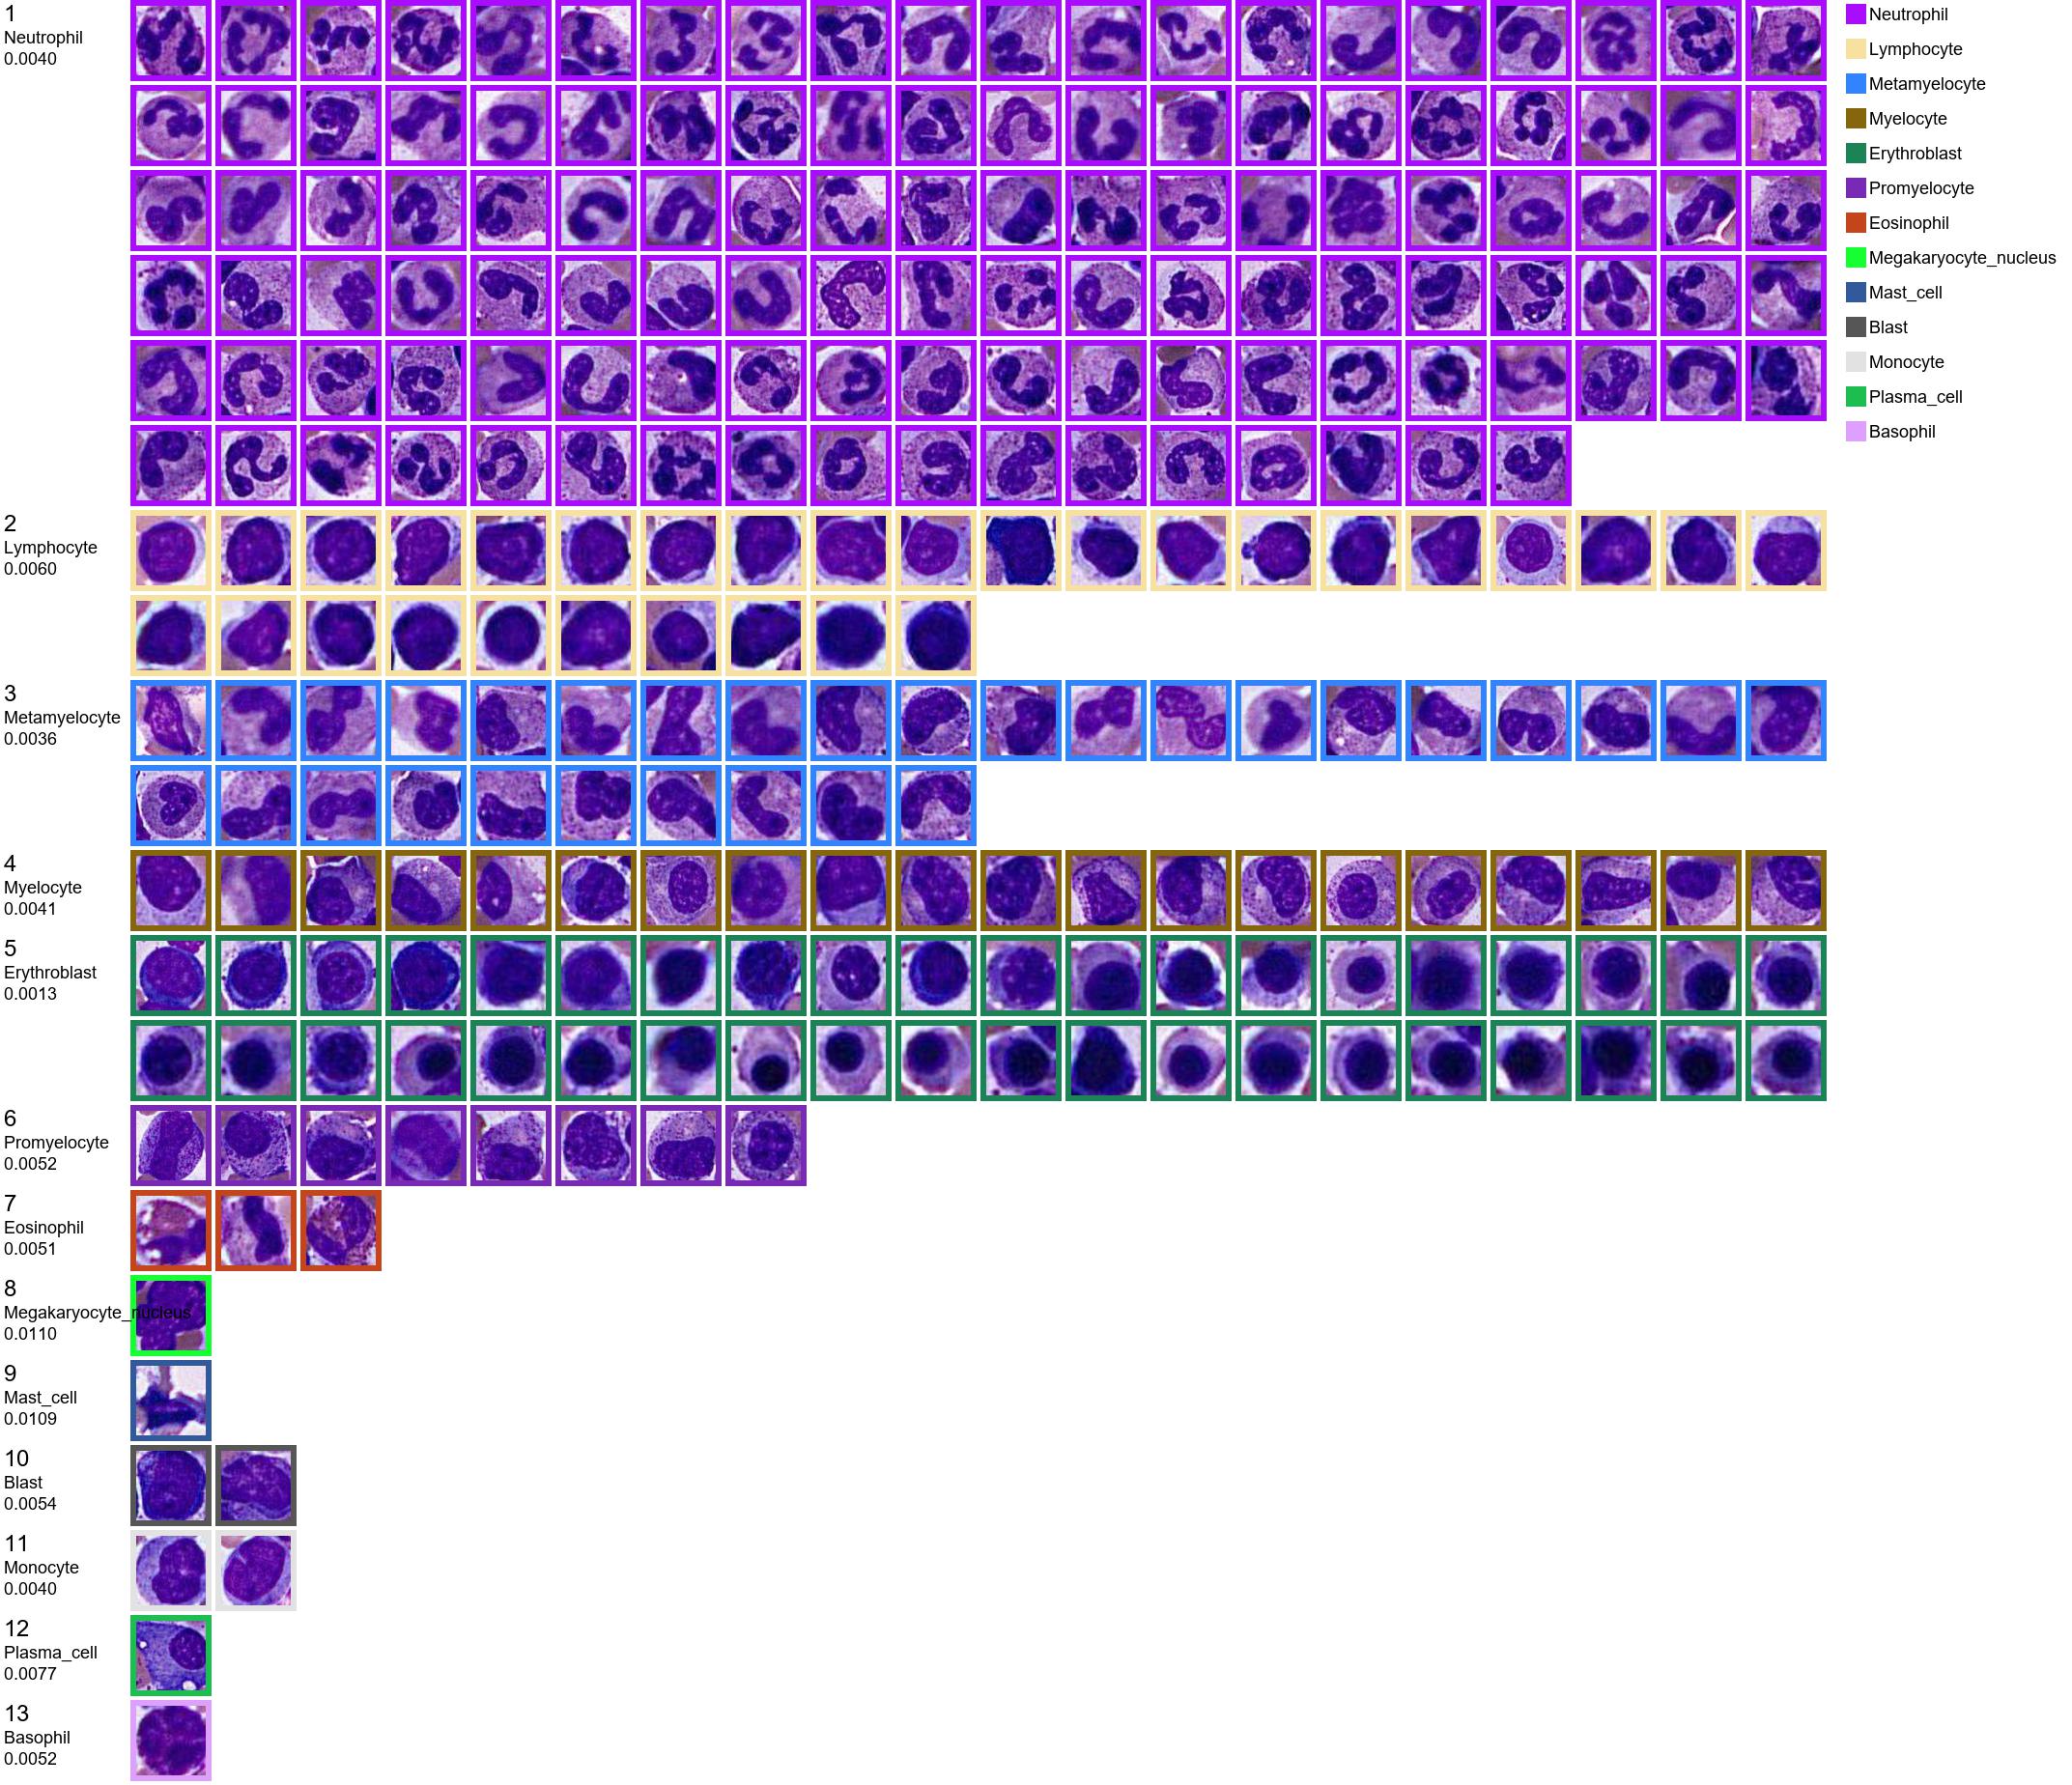 1
Neutrophil
0.0040
2
Lymphocyte
0.0060
3
Metamyelocyte
0.0036
4
Myelocyte
0.0041
5
Erythroblast
0.0013
6
Promyelocyte
0.0052
7
Eosinophil
0.0051
8
Megakaryocyte_nucleus
0.0110
9
Mast_cell
0.0109
10
Blast
0.0054
11
Monocyte
0.0040
12
Plasma_cell
0.0077
13
Basophil
0.0052
Neutrophil
Lymphocyte
Metamyelocyte
Myelocyte
Erythroblast
Promyelocyte
Eosinophil
Megakaryocyte_nucleus
Mast_cell
Blast
Monocyte
Plasma_cell
Basophil